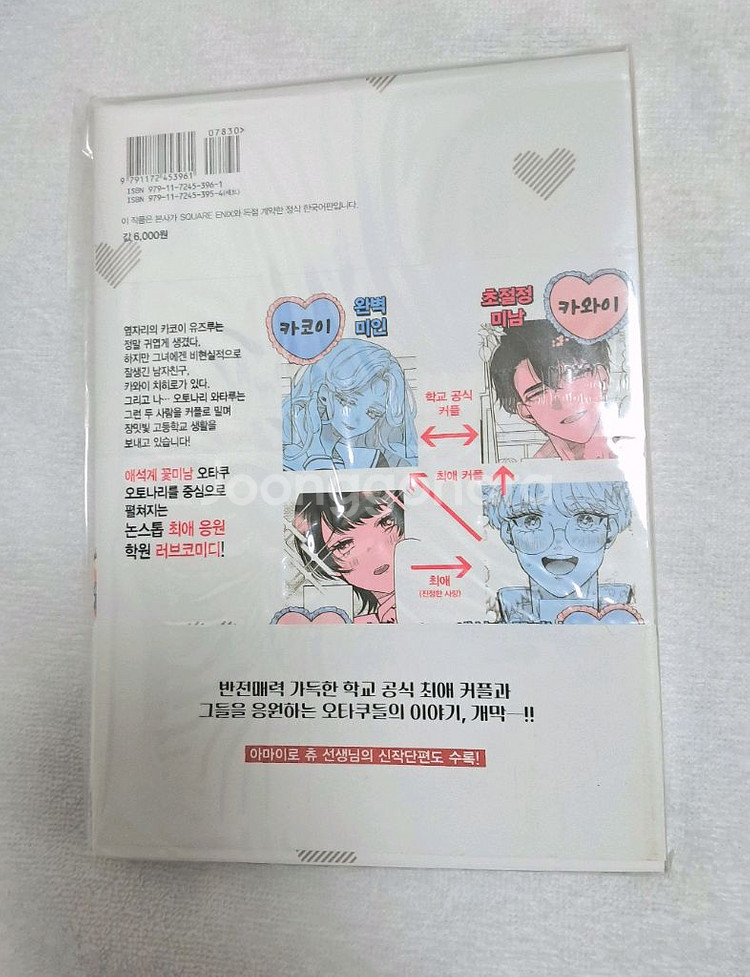 07830>
9 791172 453961
ISBN 979-11-7245-396-1
ISBN 979-11-7245-395-4(세트)
이 작품은 본사가 SQUARE ENIX와 독점 계약한 정식 한국어판입니다.
값 6,000원
옆자리의 카코이 유즈루는
정말 귀엽게 생겼다.
하지만 그녀에겐 비현실적으로
잘생긴 남자친구,
카와이 치히로가 있다.
그리고 나… 오토나리 와타루는
그런 두 사람을 커플로 밀며
장밋빛 고등학교 생활을
보내고 있습니다!
애석계 꽃미남 오타쿠
오토나리를 중심으로
펼쳐지는
논스톱 최애 응원
학원 러브코미디!
카코이
완벽
미인
초절정
미남
카와이
학교 공식
커플
최애 커플
최애
(진정한 사랑)
반전매력 가득한 학교 공식 최애 커플과
그들을 응원하는 오타쿠들의 이야기, 개막—!!
아마이로 츄 선생님의 신작단편도 수록!
joonggonara